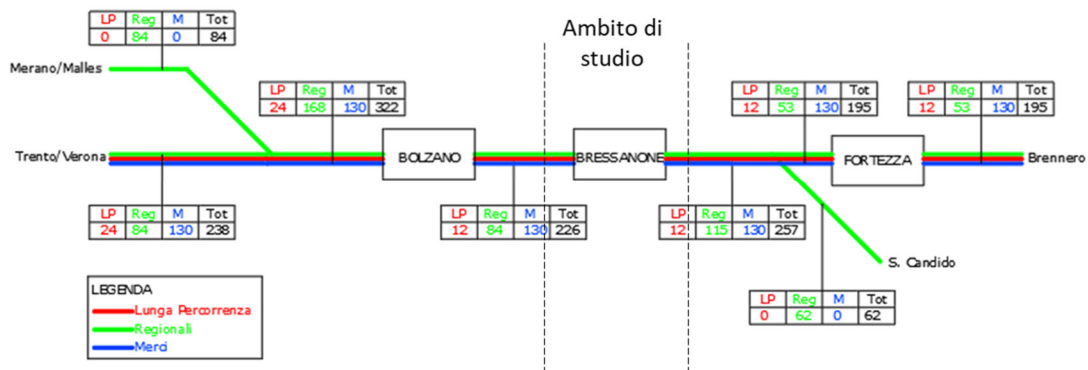 LP Reg M Tot
0 84 0 84
Merano/Malles
Ambito di
studio
LP Reg M Tot
24 168 130 322
LP Reg M Tot
12 53 130 195
LP Reg M Tot
12 53 130 195
Trento/Verona
BOLZANO
BRESSANONE
FORTEZZA
Brennero
LP Reg M Tot
24 84 130 238
LP Reg M Tot
12 84 130 226
LP Reg M Tot
12 115 130 257
S. Candido
LEGENDA
Lunga Percorrenza
Regionali
Merci
LP Reg M Tot
0 62 0 62